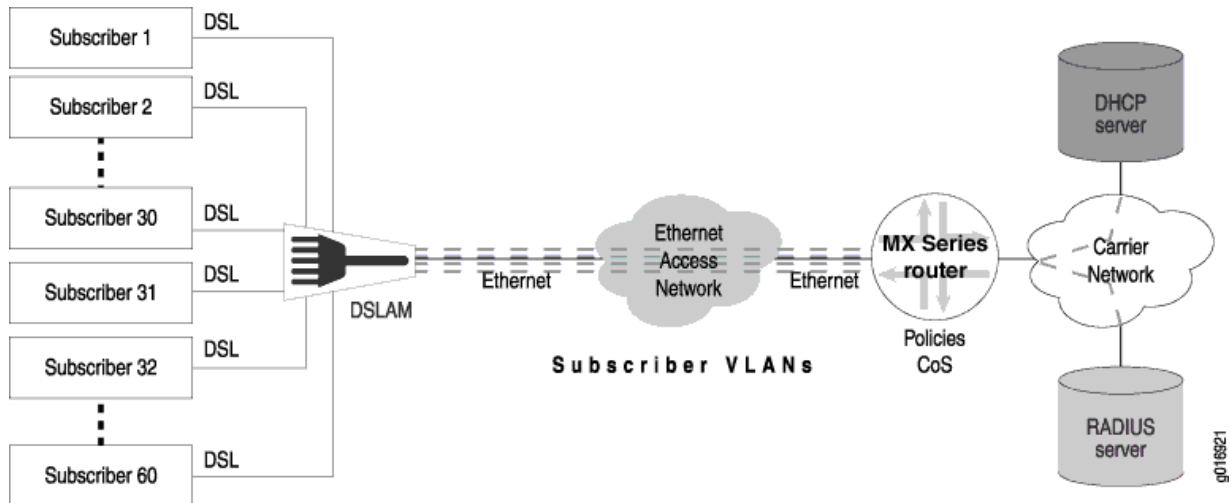 Subscriber 1
DSL
Subscriber 2
DSL
Subscriber 30
DSL
Subscriber 31
DSL
Subscriber 32
DSL
Subscriber 60
DSL
DSLAM
Ethernet
Ethernet
Access
Network
Ethernet
Subscriber VLANs
MX Series
router
Policies
CoS
DHCP
server
Carrier
Network
RADIUS
server
g016921